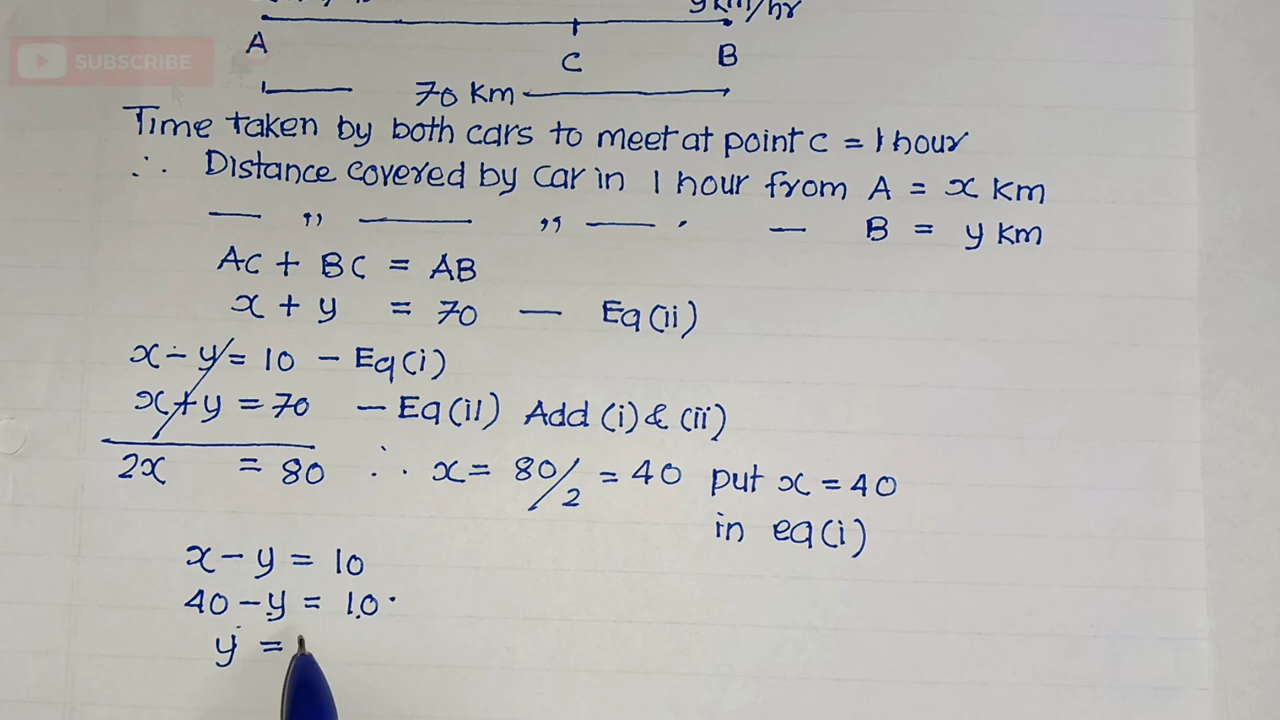 y km/hr
SUBSCRIBE
A C B
70 Km
Time taken by both cars to meet at point C = 1 hour
∴ Distance covered by car in 1 hour from A = x Km
— ,, — ,, — . — B = y Km
AC + BC = AB
x + y = 70 — Eq (ii)
x - y = 10 - Eq (i)
x + y = 70 - Eq (ii) Add (i) & (ii)
2x = 80 ∴ x = 80/2 = 40 put x = 40
in eq (i)
x - y = 10
40 - y = 10
y =